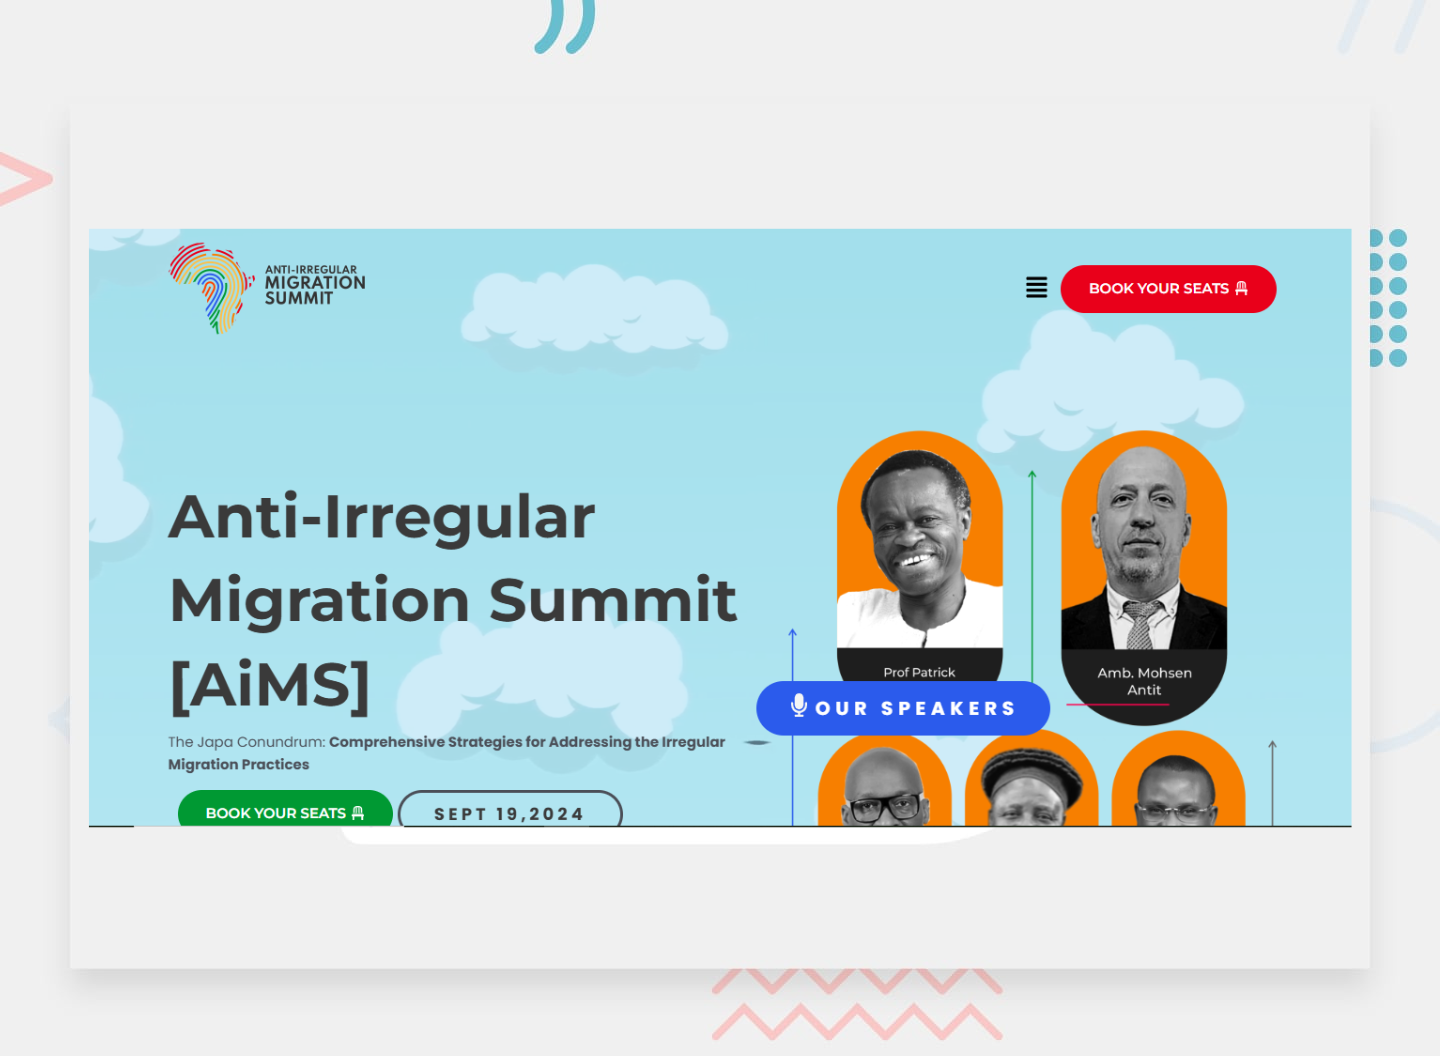 ANTI-IRREGULAR
MIGRATION
SUMMIT
BOOK YOUR SEATS
Anti-Irregular
Migration Summit
[AiMS]
The Japa Conundrum: Comprehensive Strategies for Addressing the Irregular
Migration Practices
BOOK YOUR SEATS
SEPT 19,2024
Prof Patrick
Amb. Mohsen
Antit
OUR SPEAKERS